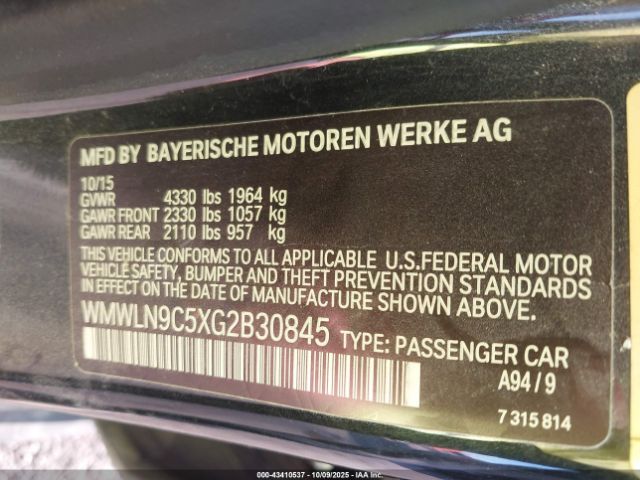 MFD BY BAYERISCHE MOTOREN WERKE AG
10/15
GVWR 4330 lbs 1964 kg
GAWR FRONT 2330 lbs 1057 kg
GAWR REAR 2110 lbs 957 kg
THIS VEHICLE CONFORMS TO ALL APPLICABLE U.S.FEDERAL MOTOR
VEHICLE SAFETY, BUMPER AND THEFT PREVENTION STANDARDS
IN EFFECT ON THE DATE OF MANUFACTURE SHOWN ABOVE.
WMWLN9C5XG2B30845 TYPE: PASSENGER CAR
A94/9
7 315 814
000-43410537 - 10/09/2025 - IAA Inc.